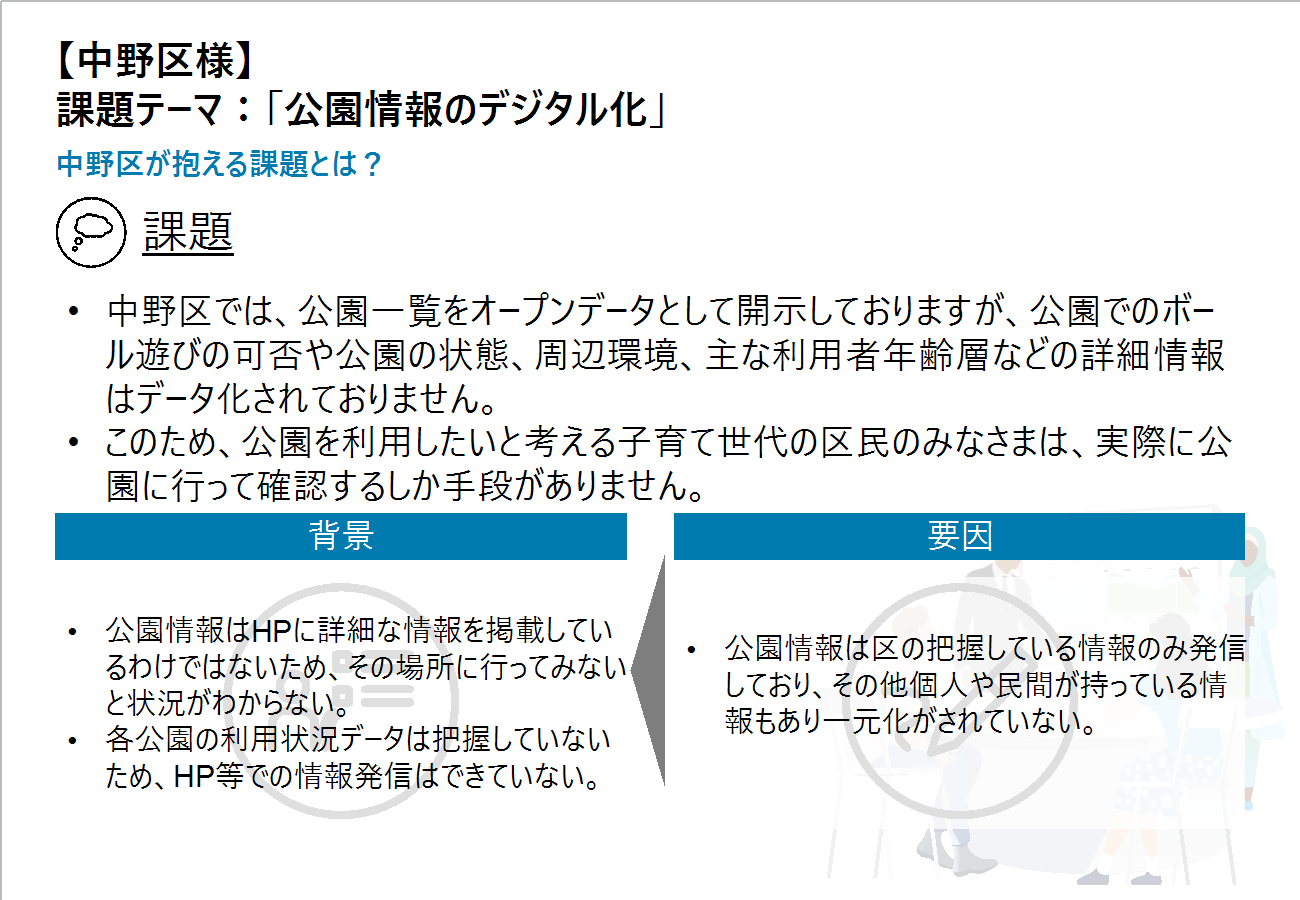 【中野区様】
課題テーマ：「公園情報のデジタル化」
中野区が抱える課題とは？
課題
• 中野区では、公園一覧をオープンデータとして開示しておりますが、公園でのボー
ル遊びの可否や公園の状態、周辺環境、主な利用者年齢層などの詳細情報
はデータ化されておりません。
• このため、公園を利用したいと考える子育て世代の区民のみなさまは、実際に公
園に行って確認するしか手段がありません。
背景
• 公園情報はHPに詳細な情報を掲載してい
るわけではないため、その場所に行ってみない
と状況がわからない。
• 各公園の利用状況データは把握していない
ため、HP等での情報発信はできていない。
要因
• 公園情報は区の把握している情報のみ発信
しており、その他個人や民間が持っている情
報もあり一元化がされていない。